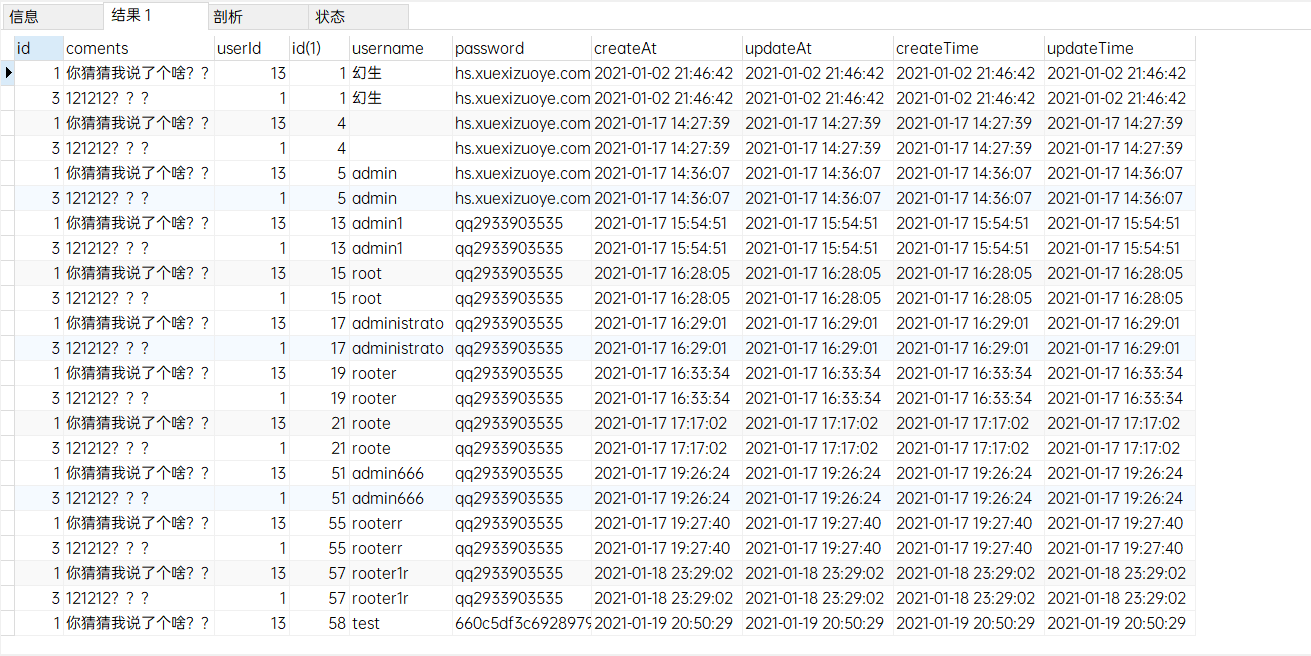 信息 结果 1 剖析 状态
id coments userId id(1) username password createAt updateAt createTime updateTime
1 你猜猜我说了个啥？？ 13 1 幻生 hs.xuexizuoye.com 2021-01-02 21:46:42 2021-01-02 21:46:42 2021-01-02 21:46:42 2021-01-02 21:46:42
3 121212？？？ 1 1 幻生 hs.xuexizuoye.com 2021-01-02 21:46:42 2021-01-02 21:46:42 2021-01-02 21:46:42 2021-01-02 21:46:42
1 你猜猜我说了个啥？？ 13 4 hs.xuexizuoye.com 2021-01-17 14:27:39 2021-01-17 14:27:39 2021-01-17 14:27:39 2021-01-17 14:27:39
3 121212？？？ 1 4 hs.xuexizuoye.com 2021-01-17 14:27:39 2021-01-17 14:27:39 2021-01-17 14:27:39 2021-01-17 14:27:39
1 你猜猜我说了个啥？？ 13 5 admin hs.xuexizuoye.com 2021-01-17 14:36:07 2021-01-17 14:36:07 2021-01-17 14:36:07 2021-01-17 14:36:07
3 121212？？？ 1 5 admin hs.xuexizuoye.com 2021-01-17 14:36:07 2021-01-17 14:36:07 2021-01-17 14:36:07 2021-01-17 14:36:07
1 你猜猜我说了个啥？？ 13 13 admin1 qq2933903535 2021-01-17 15:54:51 2021-01-17 15:54:51 2021-01-17 15:54:51 2021-01-17 15:54:51
3 121212？？？ 1 13 admin1 qq2933903535 2021-01-17 15:54:51 2021-01-17 15:54:51 2021-01-17 15:54:51 2021-01-17 15:54:51
1 你猜猜我说了个啥？？ 13 15 root qq2933903535 2021-01-17 16:28:05 2021-01-17 16:28:05 2021-01-17 16:28:05 2021-01-17 16:28:05
3 121212？？？ 1 15 root qq2933903535 2021-01-17 16:28:05 2021-01-17 16:28:05 2021-01-17 16:28:05 2021-01-17 16:28:05
1 你猜猜我说了个啥？？ 13 17 administrato qq2933903535 2021-01-17 16:29:01 2021-01-17 16:29:01 2021-01-17 16:29:01 2021-01-17 16:29:01
3 121212？？？ 1 17 administrato qq2933903535 2021-01-17 16:29:01 2021-01-17 16:29:01 2021-01-17 16:29:01 2021-01-17 16:29:01
1 你猜猜我说了个啥？？ 13 19 rooter qq2933903535 2021-01-17 16:33:34 2021-01-17 16:33:34 2021-01-17 16:33:34 2021-01-17 16:33:34
3 121212？？？ 1 19 rooter qq2933903535 2021-01-17 16:33:34 2021-01-17 16:33:34 2021-01-17 16:33:34 2021-01-17 16:33:34
1 你猜猜我说了个啥？？ 13 21 roote qq2933903535 2021-01-17 17:17:02 2021-01-17 17:17:02 2021-01-17 17:17:02 2021-01-17 17:17:02
3 121212？？？ 1 21 roote qq2933903535 2021-01-17 17:17:02 2021-01-17 17:17:02 2021-01-17 17:17:02 2021-01-17 17:17:02
1 你猜猜我说了个啥？？ 13 51 admin666 qq2933903535 2021-01-17 19:26:24 2021-01-17 19:26:24 2021-01-17 19:26:24 2021-01-17 19:26:24
3 121212？？？ 1 51 admin666 qq2933903535 2021-01-17 19:26:24 2021-01-17 19:26:24 2021-01-17 19:26:24 2021-01-17 19:26:24
1 你猜猜我说了个啥？？ 13 55 rooterr qq2933903535 2021-01-17 19:27:40 2021-01-17 19:27:40 2021-01-17 19:27:40 2021-01-17 19:27:40
3 121212？？？ 1 55 rooterr qq2933903535 2021-01-17 19:27:40 2021-01-17 19:27:40 2021-01-17 19:27:40 2021-01-17 19:27:40
1 你猜猜我说了个啥？？ 13 57 rooter1r qq2933903535 2021-01-18 23:29:02 2021-01-18 23:29:02 2021-01-18 23:29:02 2021-01-18 23:29:02
3 121212？？？ 1 57 rooter1r qq2933903535 2021-01-18 23:29:02 2021-01-18 23:29:02 2021-01-18 23:29:02 2021-01-18 23:29:02
1 你猜猜我说了个啥？？ 13 58 test 660c5df3c6928979 2021-01-19 20:50:29 2021-01-19 20:50:29 2021-01-19 20:50:29 2021-01-19 20:50:29